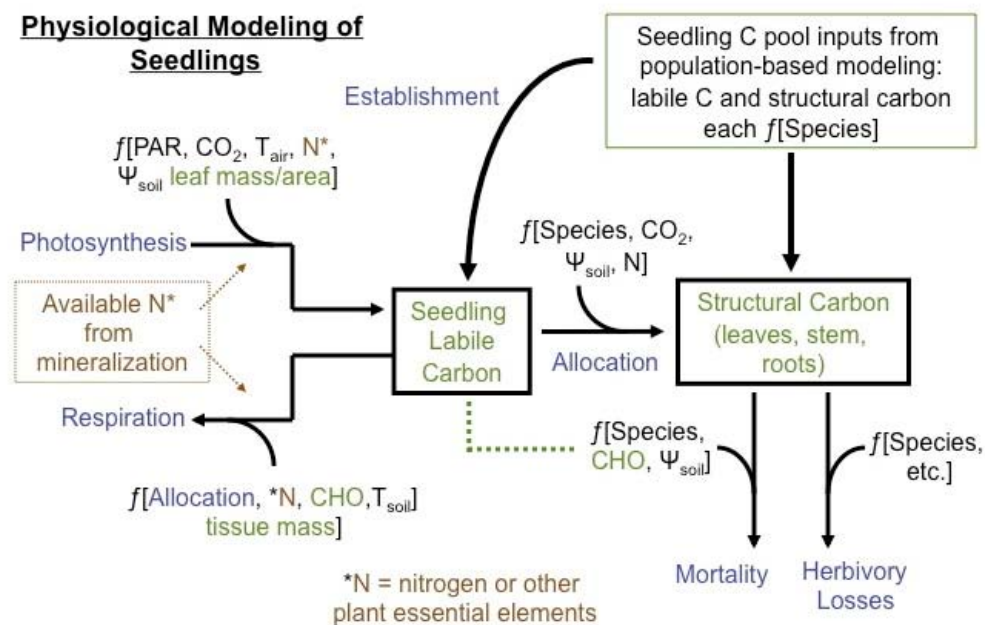 Physiological Modeling of
Seedlings
Seedling C pool inputs from
population-based modeling:
labile C and structural carbon
each ƒ[Species]
Establishment
ƒ[PAR, CO₂, Tair, N*,
Ψsoil leaf mass/area]
Photosynthesis
ƒ[Species, CO₂,
Ψsoil, N]
Available N*
from
mineralization
Seedling
Labile
Carbon
Allocation
Structural Carbon
(leaves, stem,
roots)
Respiration
ƒ[Species,
CHO, Ψsoil]
ƒ[Species,
etc.]
ƒ[Allocation, *N, CHO,Tsoil]
tissue mass]
Mortality
Herbivory
Losses
*N = nitrogen or other
plant essential elements